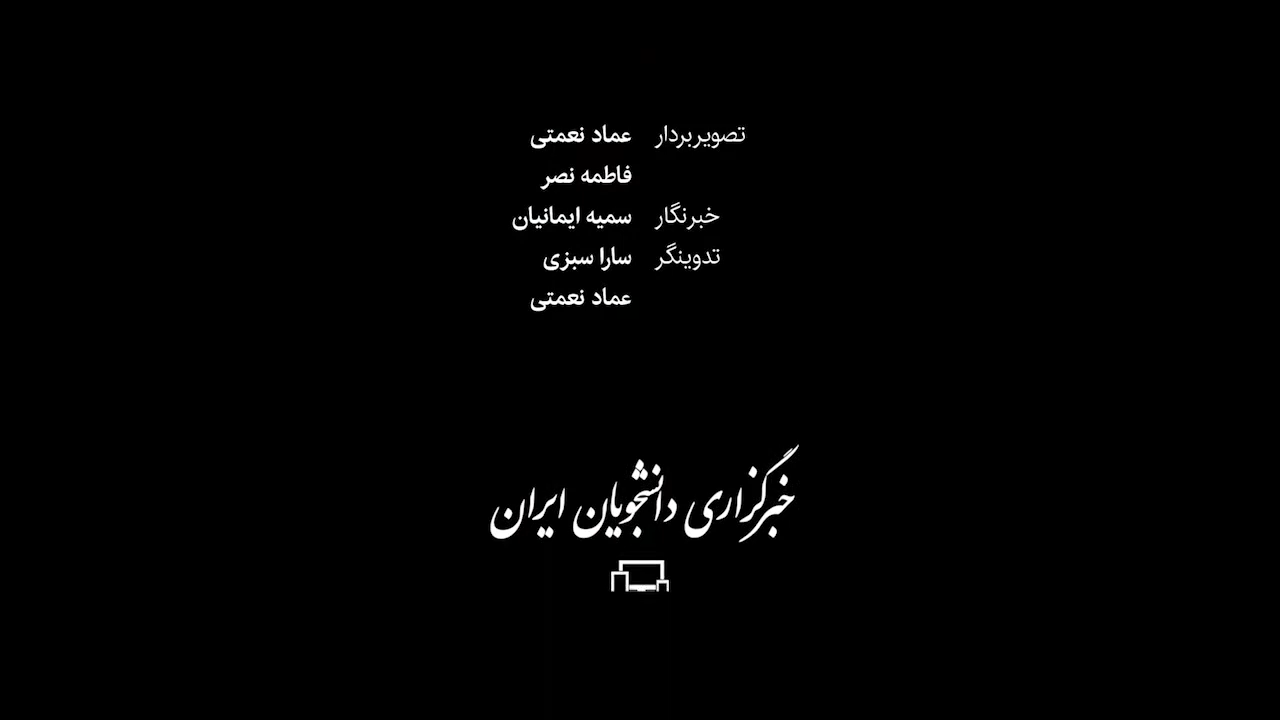 تصویربردار عماد نعمتی
فاطمه نصر
خبرنگار سمیه ایمانیان
تدوینگر سارا سبزی
عماد نعمتی
خبرگزاری دانشجویان ایران